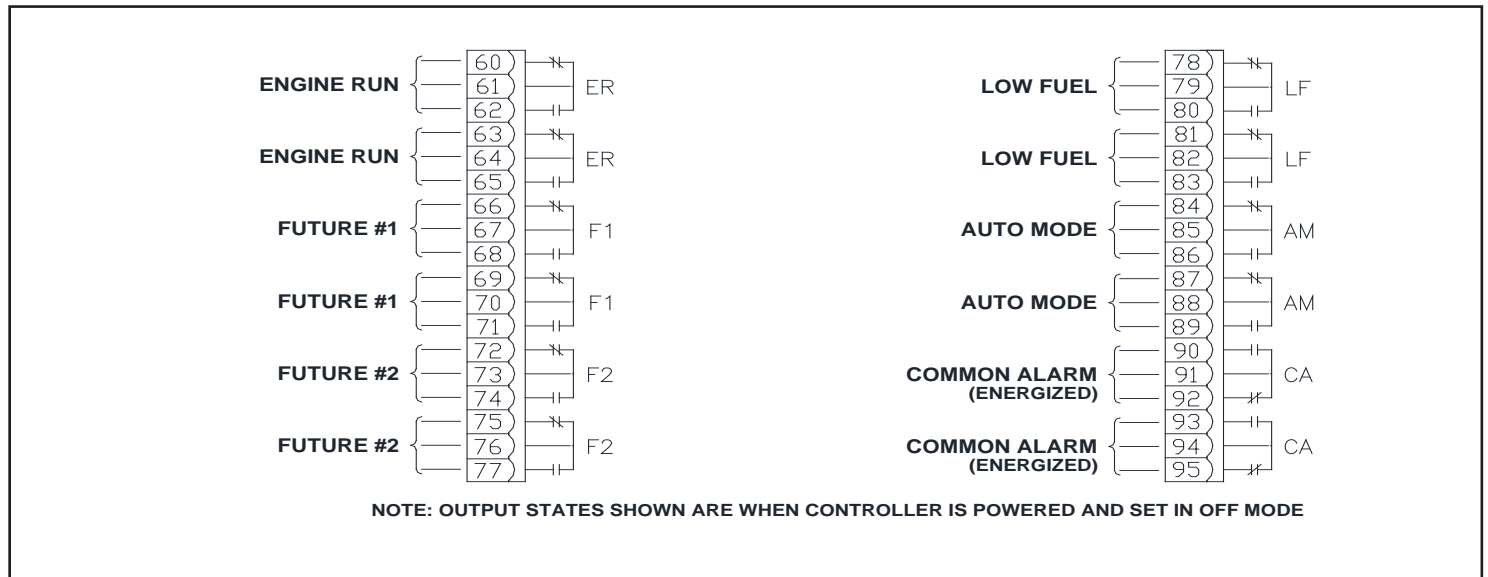 ENGINE RUN
60
61
62
ER
ENGINE RUN
63
64
65
ER
FUTURE #1
66
67
68
F1
FUTURE #1
69
70
71
F1
FUTURE #2
72
73
74
F2
FUTURE #2
75
76
77
F2
LOW FUEL
78
79
80
LF
LOW FUEL
81
82
83
LF
AUTO MODE
84
85
86
AM
AUTO MODE
87
88
89
AM
COMMON ALARM
(ENERGIZED)
90
91
92
CA
COMMON ALARM
(ENERGIZED)
93
94
95
CA
NOTE: OUTPUT STATES SHOWN ARE WHEN CONTROLLER IS POWERED AND SET IN OFF MODE